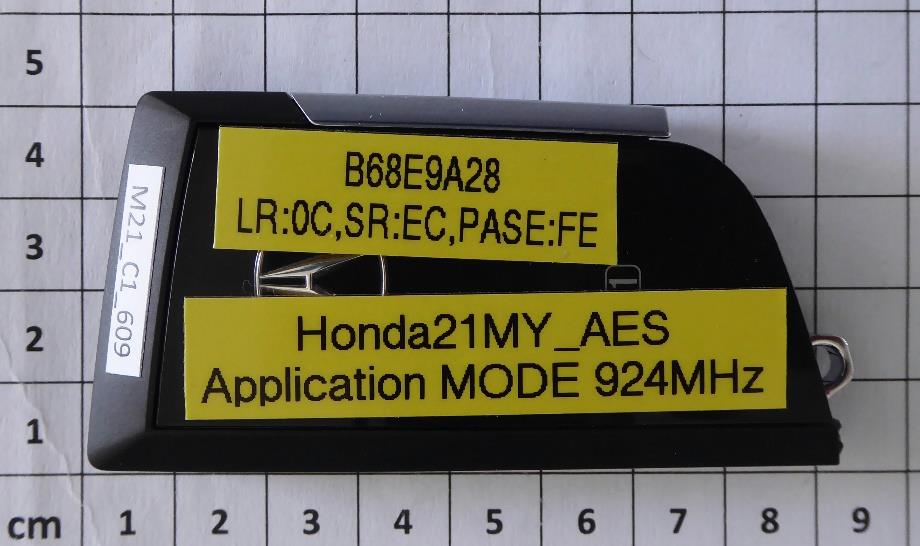 5
4
3
2
1
cm 1 2 3 4 5 6 7 8 9
B68E9A28
LR:0C,SR:EC,PASE:FE
M21_C1_609
1
Honda21MY_AES
Application MODE 924MHz